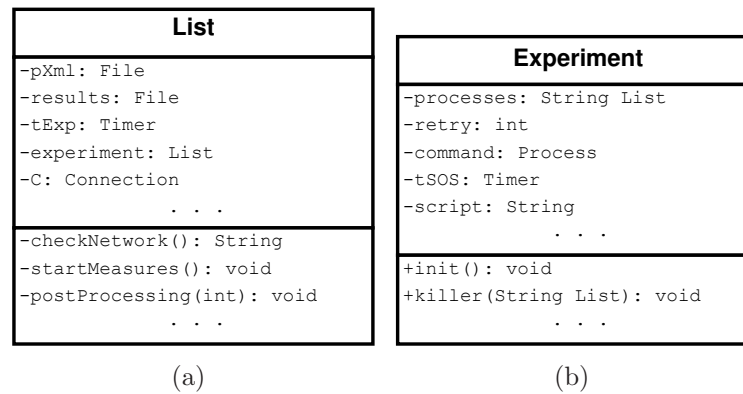 List
-pXml: File
-results: File
-tExp: Timer
-experiment: List
-C: Connection
. . .
-checkNetwork(): String
-startMeasures(): void
-postProcessing(int): void
. . .
(a)
Experiment
-processes: String List
-retry: int
-command: Process
-tSOS: Timer
-script: String
. . .
+init(): void
+killer(String List): void
. . .
(b)